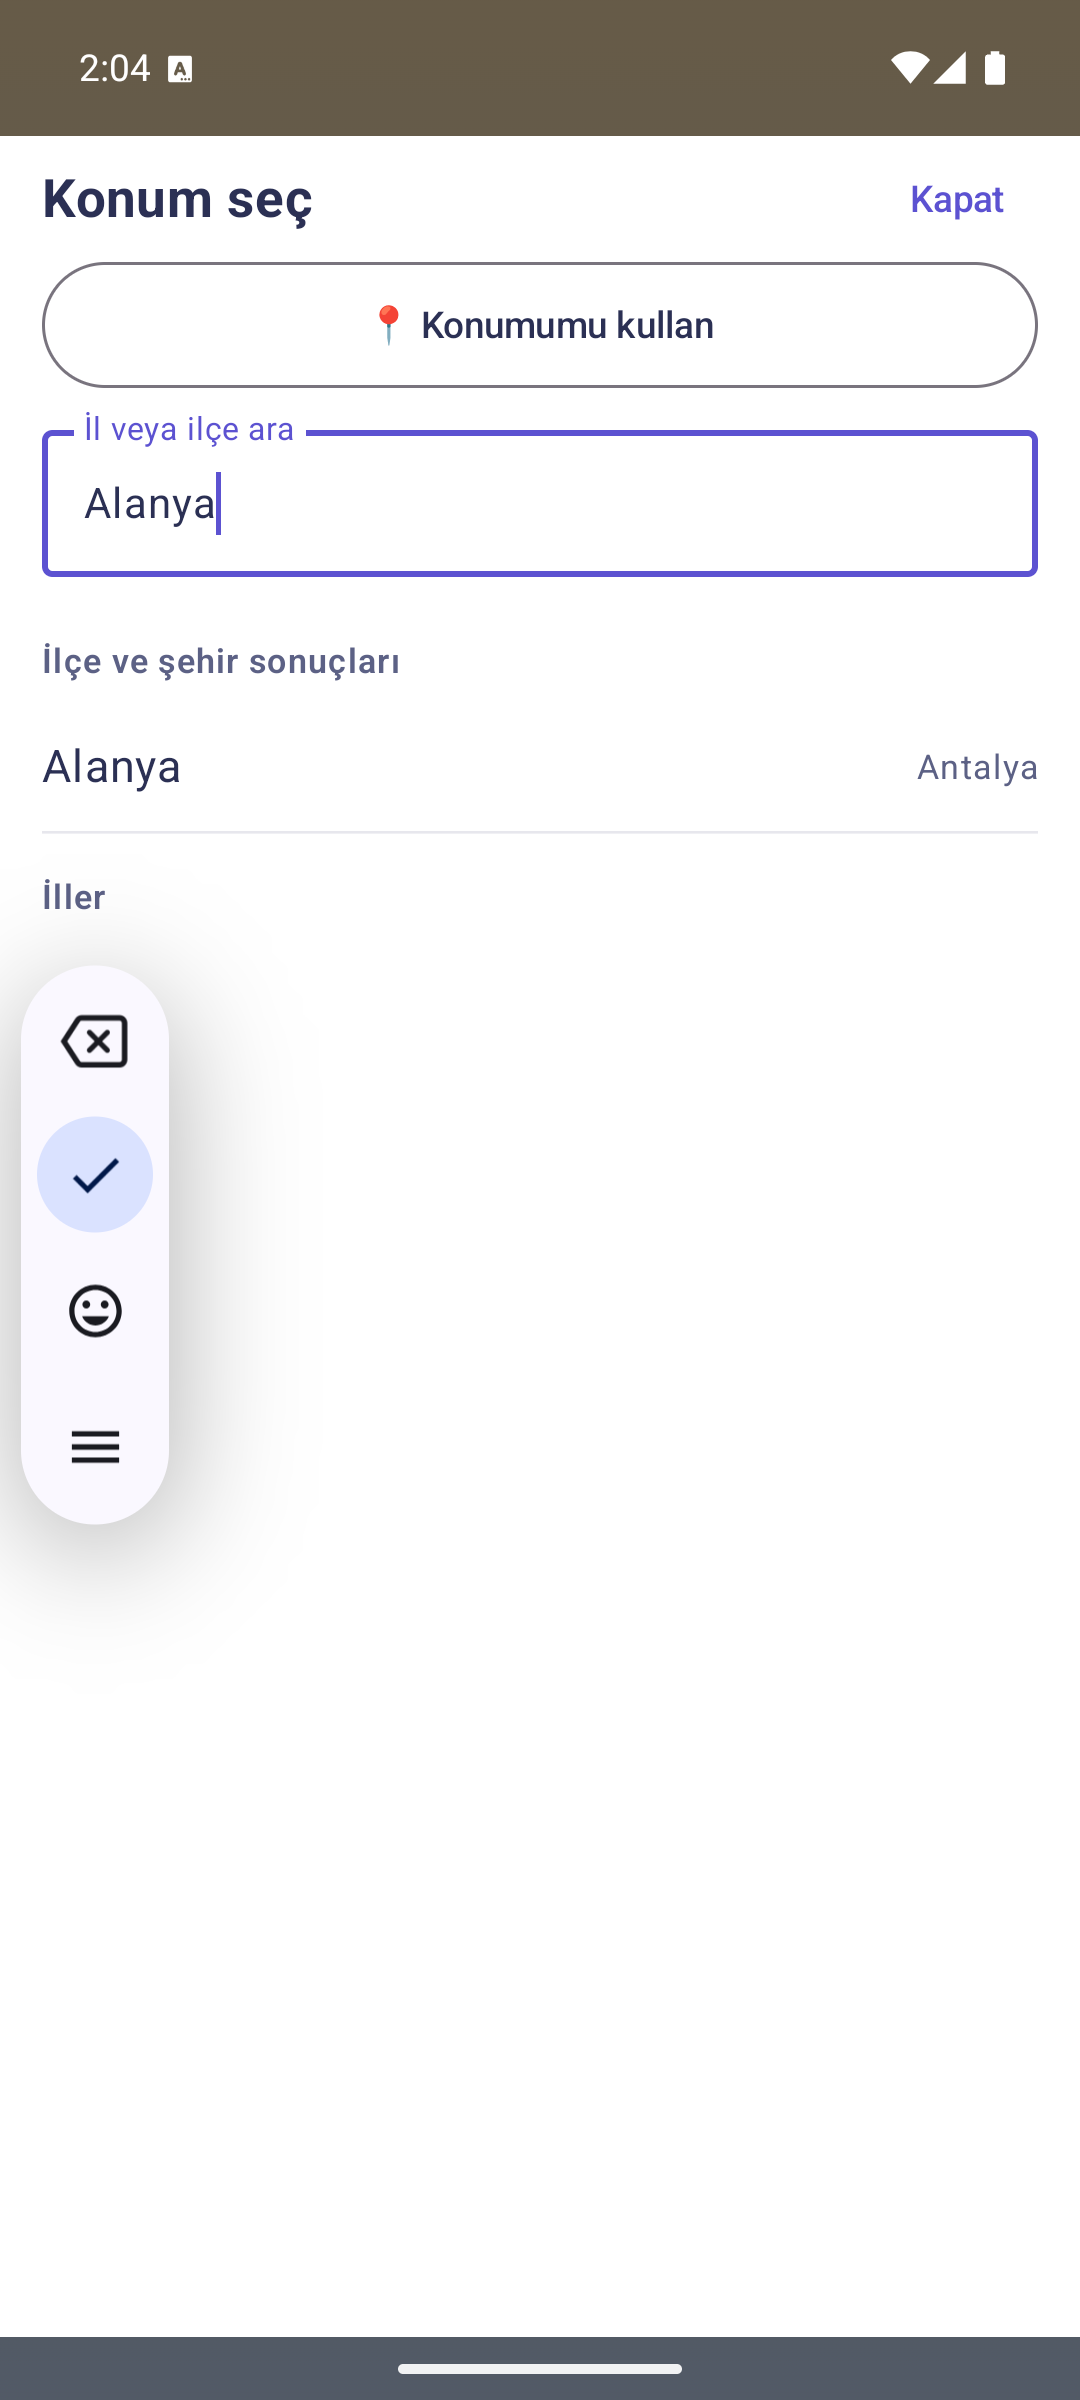 2:04
Konum seç
Kapat
📍 Konumumu kullan
İl veya ilçe ara
Alanya
İlçe ve şehir sonuçları
Alanya
Antalya
İller